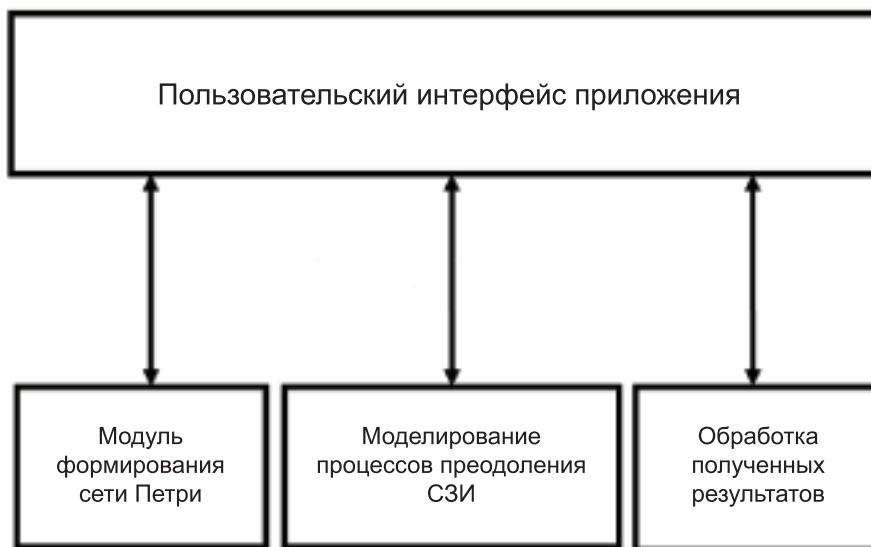 Пользовательский интерфейс приложения
Модуль
формирования
сети Петри
Моделирование
процессов преодоления
СЗИ
Обработка
полученных
результатов